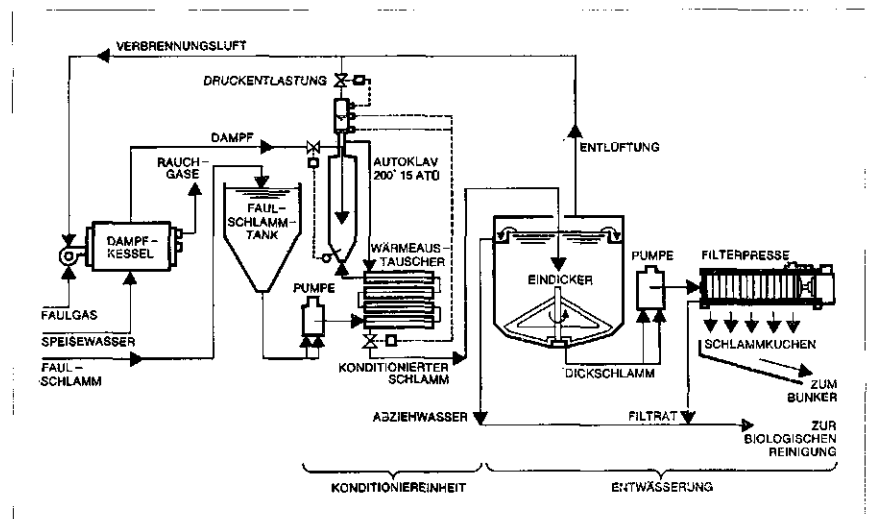 VERBRENNUNGSLUFT
DRUCKENTLASTUNG
DAMPF
RAUCH-
GASE
AUTOKLAV
200° 15 ATÜ
ENTLÜFTUNG
FAUL-
SCHLAMM-
TANK
DAMPF-
KESSEL
WÄRMEAUS-
TAUSCHER
PUMPE
EINDICKER
PUMPE
FILTERPRESSE
FAULGAS
SPEISEWASSER
FAUL-
SCHLAMM
KONDITIONIERTER
SCHLAMM
DICKSCHLAMM
SCHLAMMKUCHEN
ZUM
BUNKER
ABZIEHWASSER
FILTRAT
ZUR
BIOLOGISCHEN
REINIGUNG
KONDITIONIEREINHEIT
ENTWÄSSERUNG